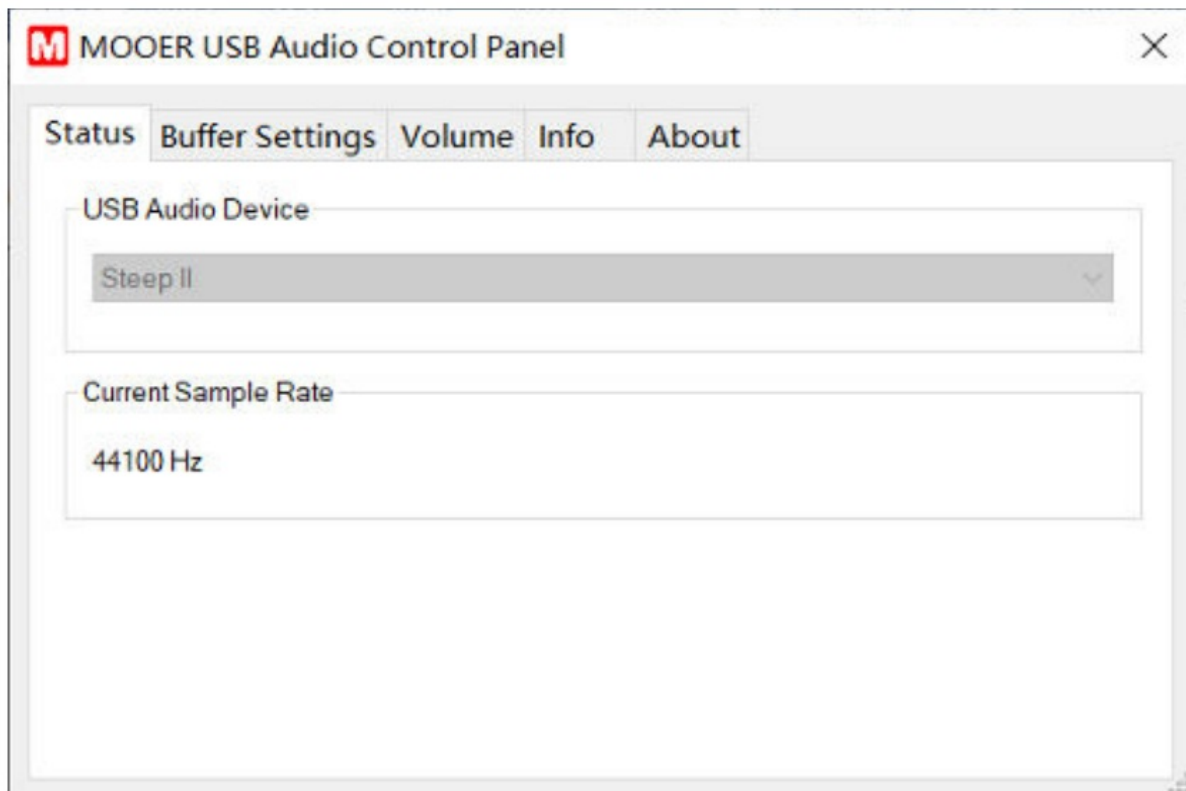 M MOOER USB Audio Control Panel
Status Buffer Settings Volume Info About
USB Audio Device
Steep II
Current Sample Rate
44100 Hz